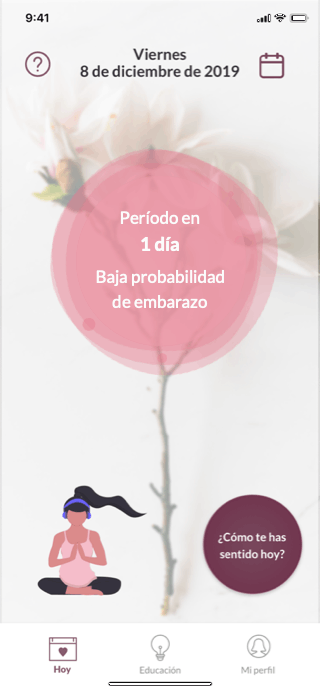 9:41
Viernes
8 de diciembre de 2019
Período en
1 día
Baja probabilidad
de embarazo
¿Cómo te has
sentido hoy?
Hoy
Educación
Mi perfil